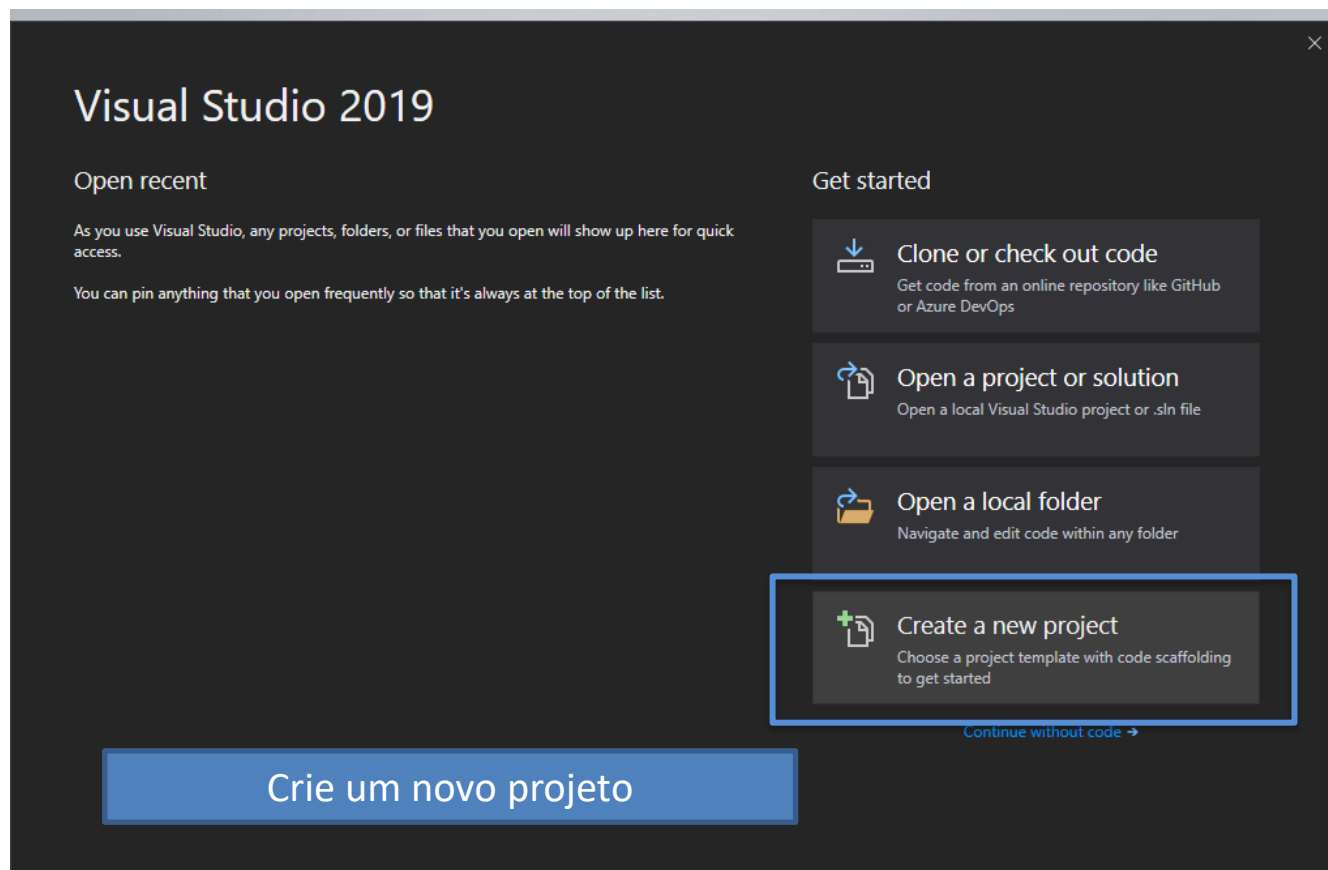 Visual Studio 2019
Open recent
As you use Visual Studio, any projects, folders, or files that you open will show up here for quick
access.
You can pin anything that you open frequently so that it's always at the top of the list.
Get started
Clone or check out code
Get code from an online repository like GitHub
or Azure DevOps
Open a project or solution
Open a local Visual Studio project or .sln file
Open a local folder
Navigate and edit code within any folder
Create a new project
Choose a project template with code scaffolding
to get started
Continue without code →
Crie um novo projeto